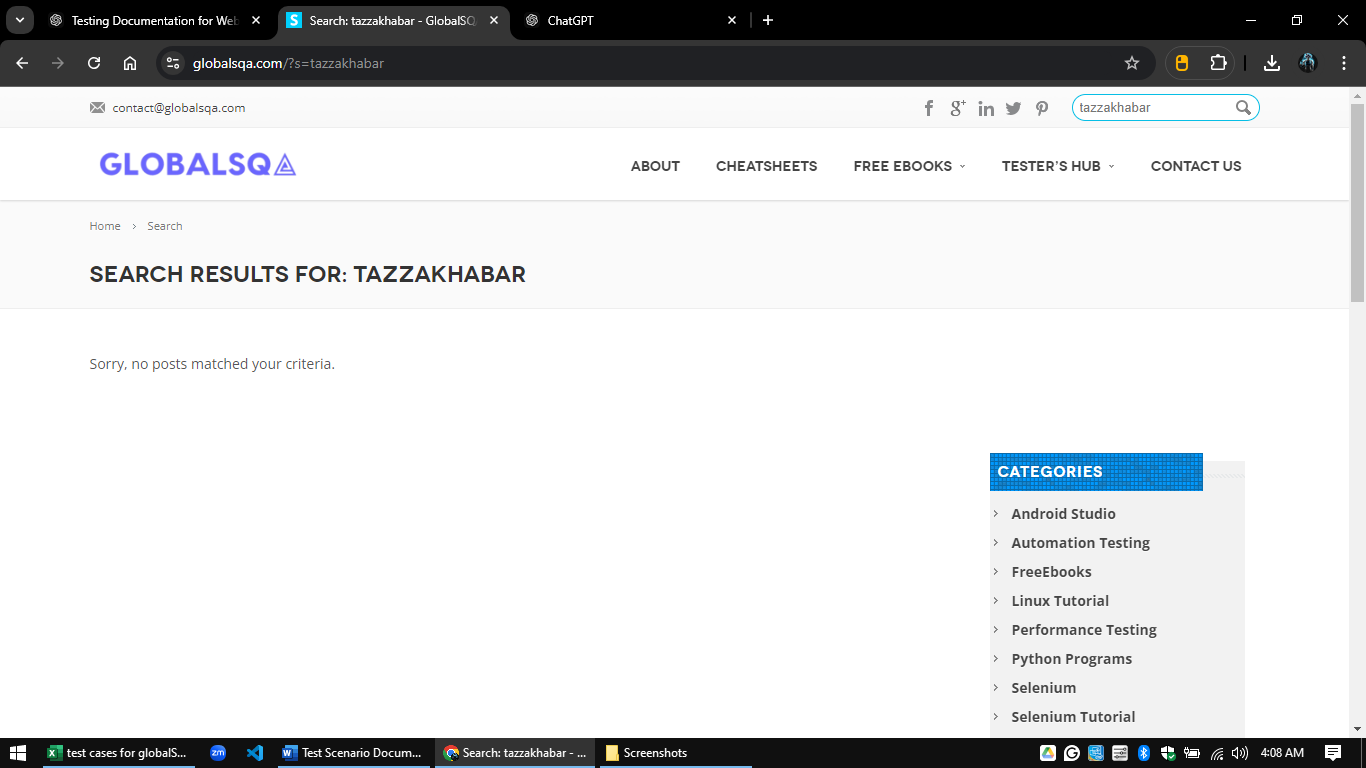 Testing Documentation for Web
Search: tazzakhabar - GlobalSQ
ChatGPT
globalsqa.com/?s=tazzakhabar
contact@globalsqa.com
tazzakhabar
GLOBALSQA
ABOUT
CHEATSHEETS
FREE EBOOKS
TESTER'S HUB
CONTACT US
Home › Search
SEARCH RESULTS FOR: TAZZAKHABAR
Sorry, no posts matched your criteria.
CATEGORIES
Android Studio
Automation Testing
FreeEbooks
Linux Tutorial
Performance Testing
Python Programs
Selenium
Selenium Tutorial
test cases for globalS...
zm
Test Scenario Docum...
Search: tazzakhabar - ...
Screenshots
4:08 AM